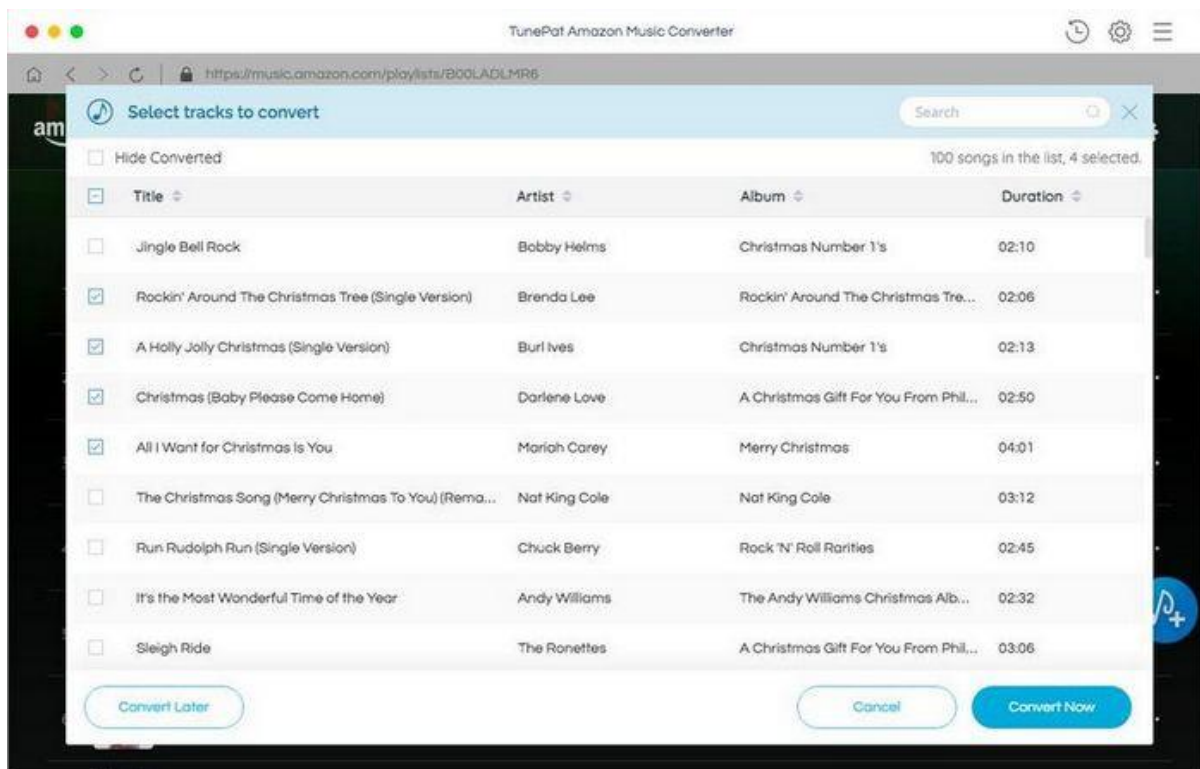 TunePat Amazon Music Converter
https://music.amazon.com/playlists/B00LADLMR6
am
Select tracks to convert
Search
Hide Converted
100 songs in the list, 4 selected.
Title Artist Album Duration
Jingle Bell Rock Bobby Helms Christmas Number 1's 02:10
Rockin' Around The Christmas Tree (Single Version) Brenda Lee Rockin' Around The Christmas Tre... 02:06
A Holly Jolly Christmas (Single Version) Burl Ives Christmas Number 1's 02:13
Christmas (Baby Please Come Home) Darlene Love A Christmas Gift For You From Phil... 02:50
All I Want for Christmas Is You Mariah Carey Merry Christmas 04:01
The Christmas Song (Merry Christmas To You) (Rema... Nat King Cole Nat King Cole 03:12
Run Rudolph Run (Single Version) Chuck Berry Rock 'N' Roll Rarities 02:45
It's the Most Wonderful Time of the Year Andy Williams The Andy Williams Christmas Alb... 02:32
Sleigh Ride The Ronettes A Christmas Gift For You From Phil... 03:06
Convert Later Cancel Convert Now